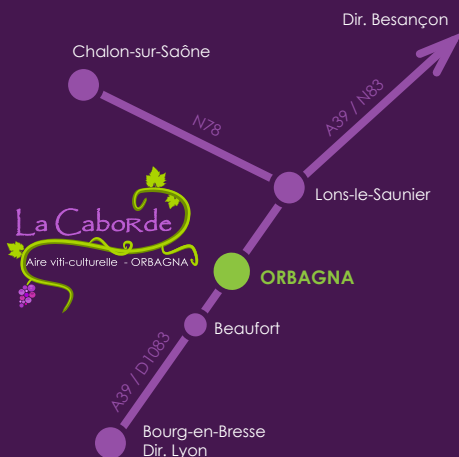 Dir. Besançon
Chalon-sur-Saône
N78
A39 / N83
Lons-le-Saunier
La CaboRde
Aire viti-culturelle - ORBAGNA
ORBAGNA
Beaufort
A39 / D1083
Bourg-en-Bresse
Dir. Lyon